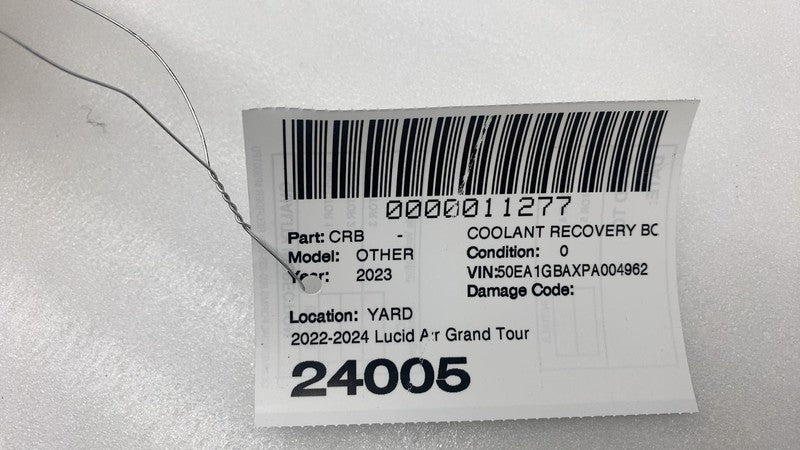 0000011277
Part: CRB - COOLANT RECOVERY BO
Model: OTHER Condition: 0
Year: 2023 VIN:50EA1GBAXPA004962
Damage Code:
Location: YARD
2022-2024 Lucid Air Grand Tour
24005